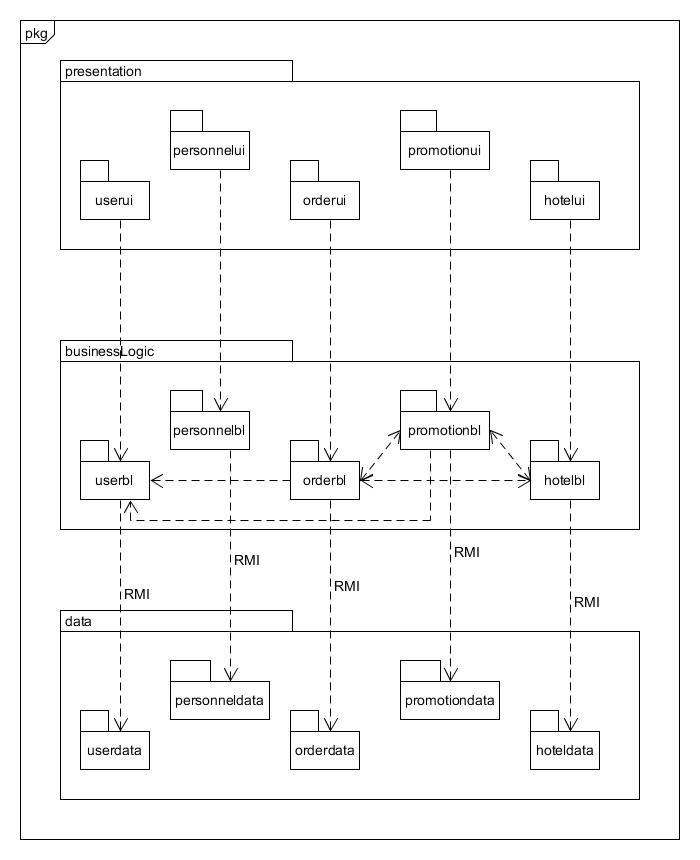 pkg
presentation
personnelui
promotionui
userui
orderui
hotelui
businessLogic
personnelbl
promotionbl
userbl
orderbl
hotelbl
RMI
RMI
RMI
RMI
RMI
data
personneldata
promotiondata
userdata
orderdata
hoteldata